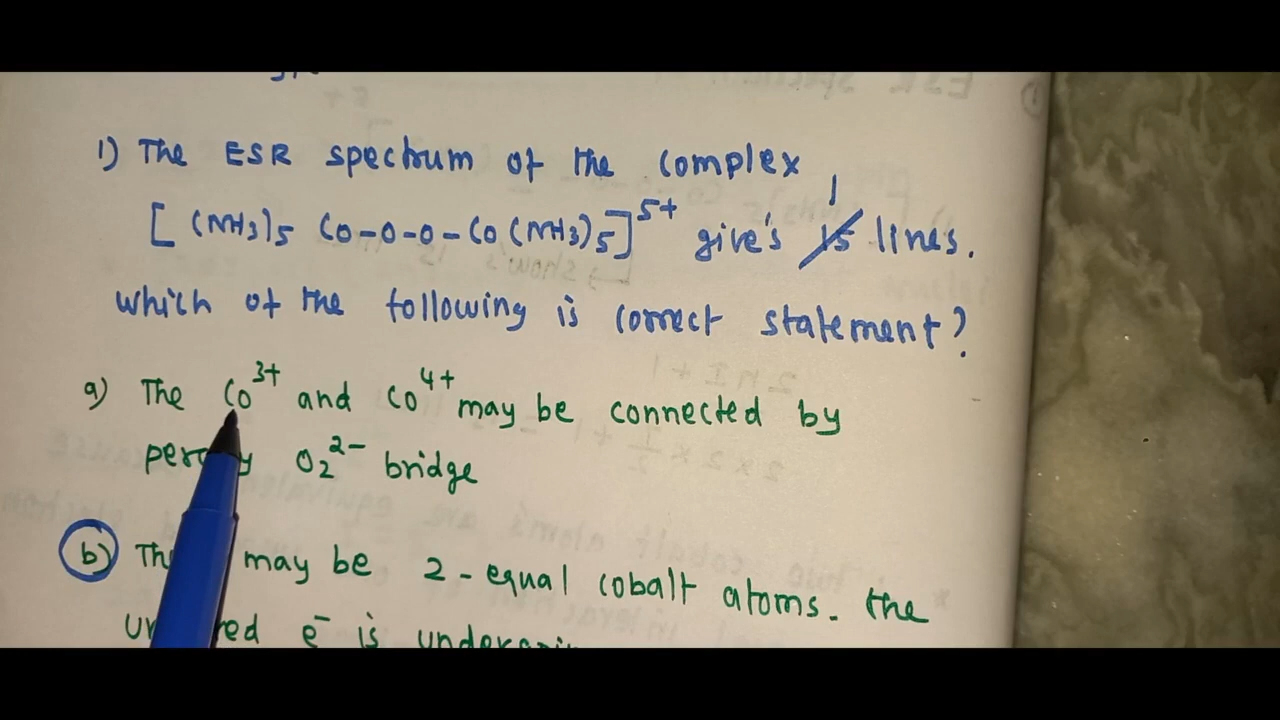 1) The ESR spectrum of the complex
[(NH3)5 Co-O-O-Co(NH3)5]5+ give's 15 lines.
which of the following is correct statement?
a) The Co3+ and Co4+ may be connected by
O2 2- bridge
b) may be 2-equal cobalt atoms. The
e- is